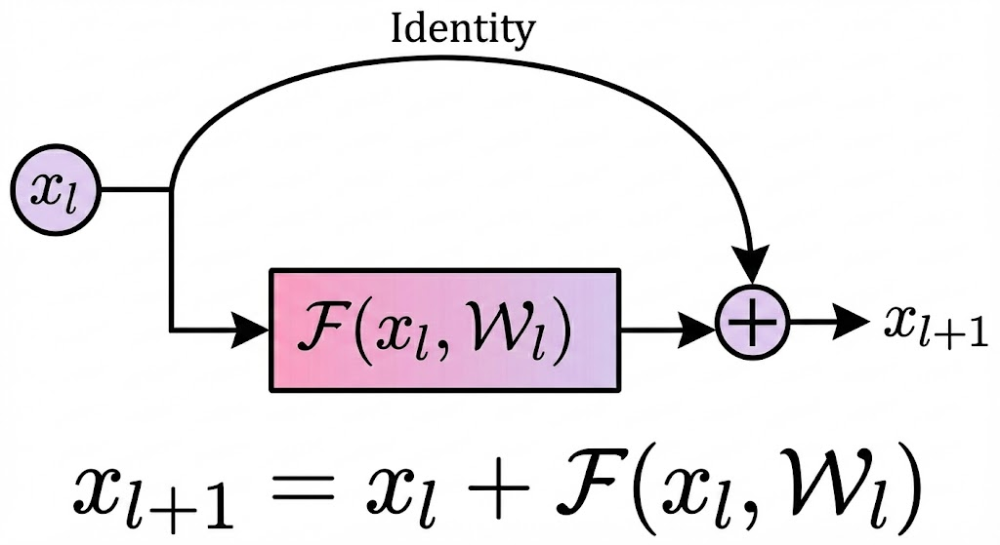 Identity
x_l
𝓕(x_l, 𝒲_l)
+
x_{l+1}
x_{l+1} = x_l + 𝓕(x_l, 𝒲_l)